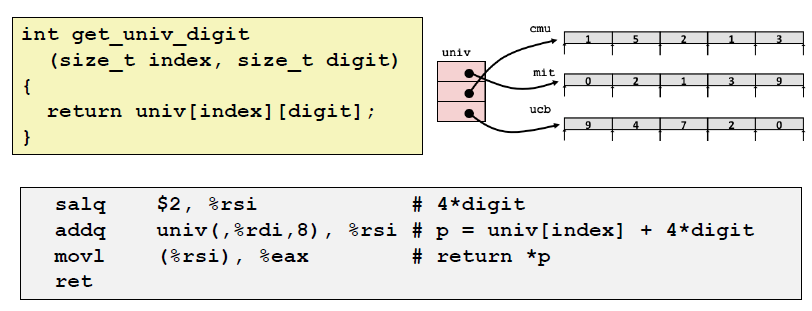 int get_univ_digit
(size_t index, size_t digit)
{
return univ[index][digit];
}
univ
cmu
1 5 2 1 3
mit
0 2 1 3 9
ucb
9 4 7 2 0
salq $2, %rsi # 4*digit
addq univ(,%rdi,8), %rsi # p = univ[index] + 4*digit
movl (%rsi), %eax # return *p
ret